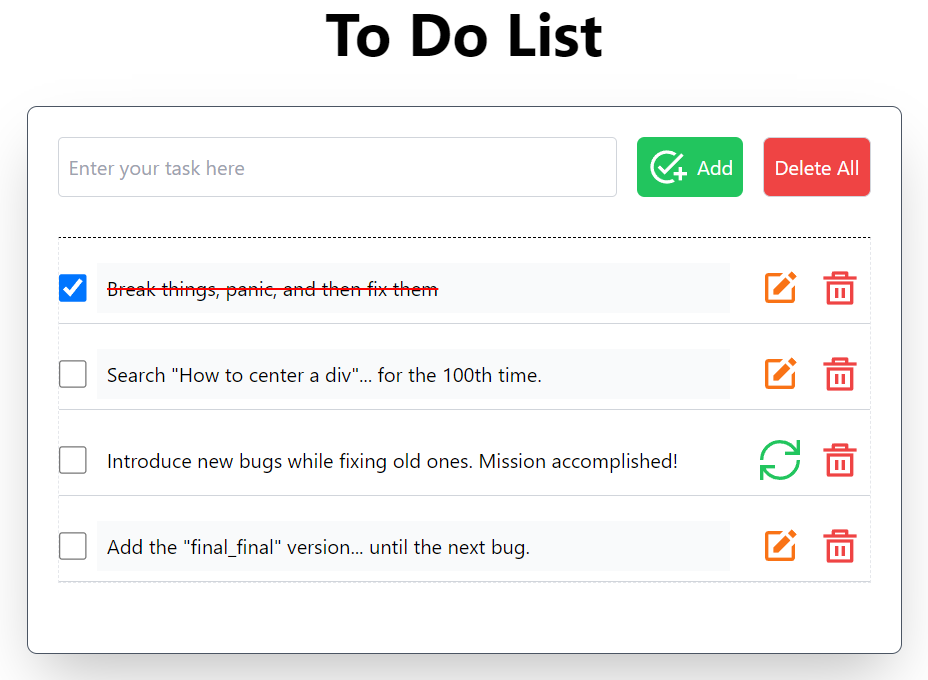 To Do List
Enter your task here
Add
Delete All
Break things, panic, and then fix them
Search "How to center a div"... for the 100th time.
Introduce new bugs while fixing old ones. Mission accomplished!
Add the "final_final" version... until the next bug.